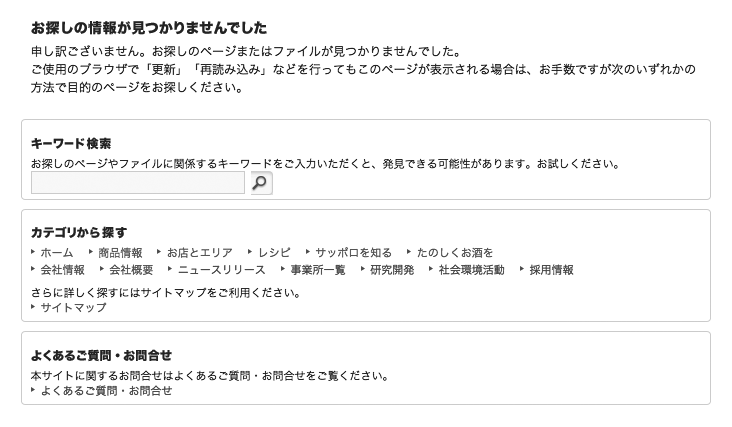 お探しの情報が見つかりませんでした
申し訳ございません。お探しのページまたはファイルが見つかりませんでした。
ご使用のブラウザで「更新」「再読み込み」などを行ってもこのページが表示される場合は、お手数ですが次のいずれかの
方法で目的のページをお探しください。
キーワード検索
お探しのページやファイルに関係するキーワードをご入力いただくと、発見できる可能性があります。お試しください。
カテゴリから探す
ホーム 商品情報 お店とエリア レシピ サッポロを知る たのしくお酒を
会社情報 会社概要 ニュースリリース 事業所一覧 研究開発 社会環境活動 採用情報
さらに詳しく探すにはサイトマップをご利用ください。
サイトマップ
よくあるご質問・お問合せ
本サイトに関するお問合せはよくあるご質問・お問合せをご覧ください。
よくあるご質問・お問合せ